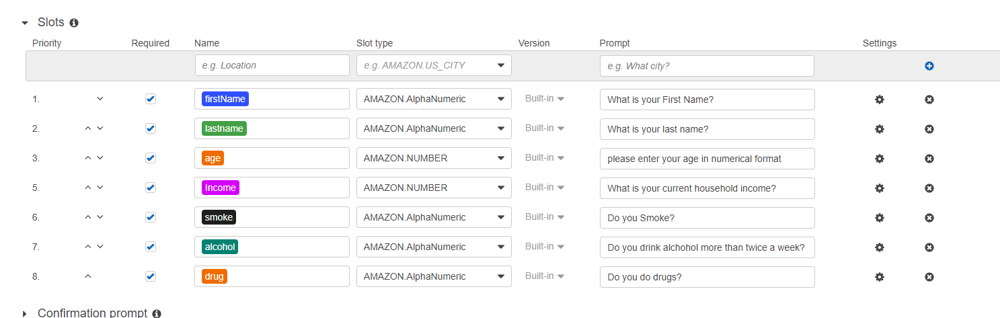 Slots
Priority Required Name Slot type Version Prompt Settings
e.g. Location e.g. AMAZON.US_CITY e.g. What city?
1. firstName AMAZON.AlphaNumeric Built-in What is your First Name?
2. lastname AMAZON.AlphaNumeric Built-in What is your last name?
3. age AMAZON.NUMBER Built-in please enter your age in numerical format
5. Income AMAZON.NUMBER Built-in What is your current household income?
6. smoke AMAZON.AlphaNumeric Built-in Do you Smoke?
7. alcohol AMAZON.AlphaNumeric Built-in Do you drink alchohol more than twice a week?
8. drug AMAZON.AlphaNumeric Built-in Do you do drugs?
Confirmation prompt